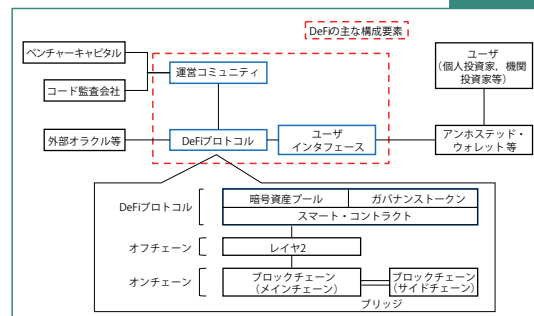 DeFiの主な構成要素
ベンチャーキャピタル
コード監査会社
運営コミュニティ
ユーザ
(個人投資家,機関
投資家等)
外部オラクル等
DeFiプロトコル
ユーザ
インタフェース
アンホステッド・
ウォレット等
DeFiプロトコル
暗号資産プール
ガバナンストークン
スマート・コントラクト
オフチェーン
レイヤ2
オンチェーン
ブロックチェーン
(メインチェーン)
ブロックチェーン
(サイドチェーン)
ブリッジ